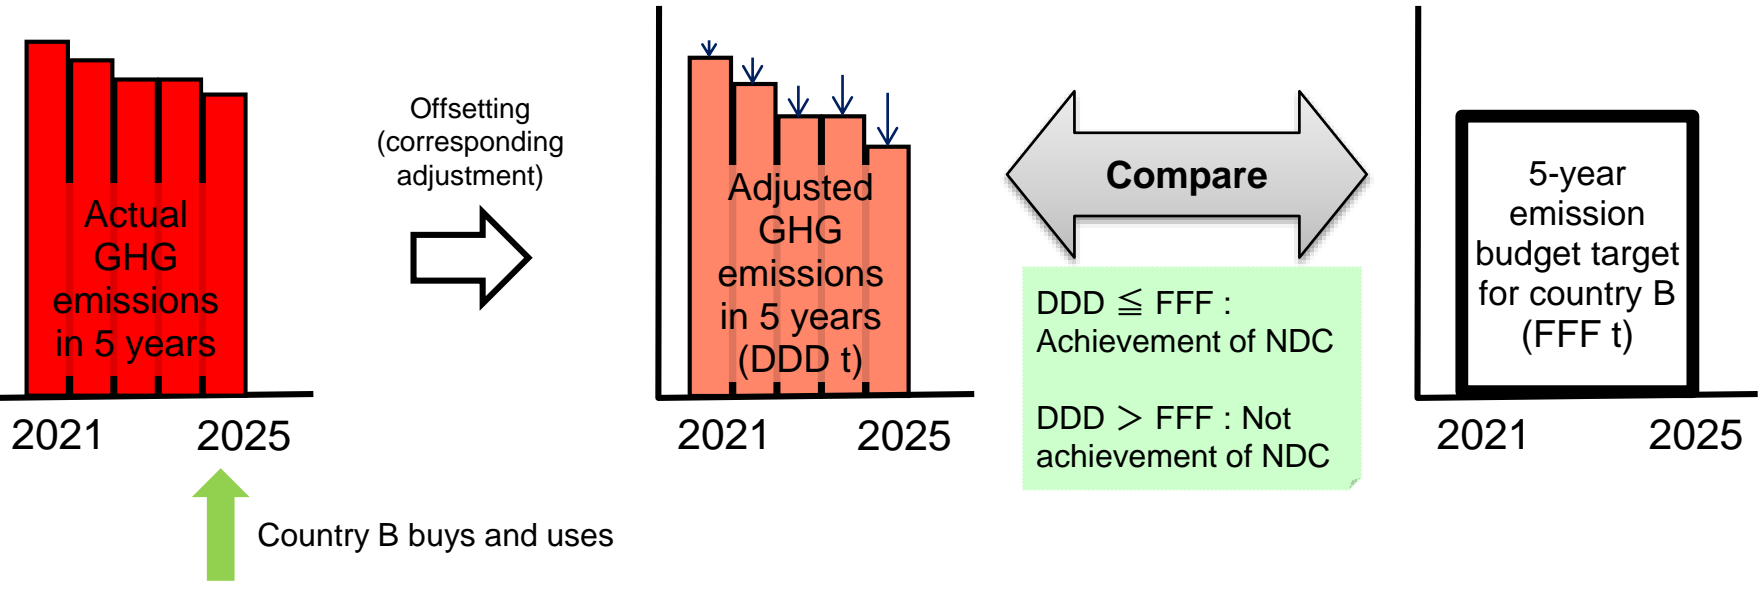 Actual
GHG
emissions
in 5 years
2021
2025
Country B buys and uses
Offsetting
(corresponding
adjustment)
Adjusted
GHG
emissions
in 5 years
(DDD t)
2021
2025
Compare
DDD ≦ FFF :
Achievement of NDC
DDD ＞ FFF : Not
achievement of NDC
5-year
emission
budget target
for country B
(FFF t)
2021
2025